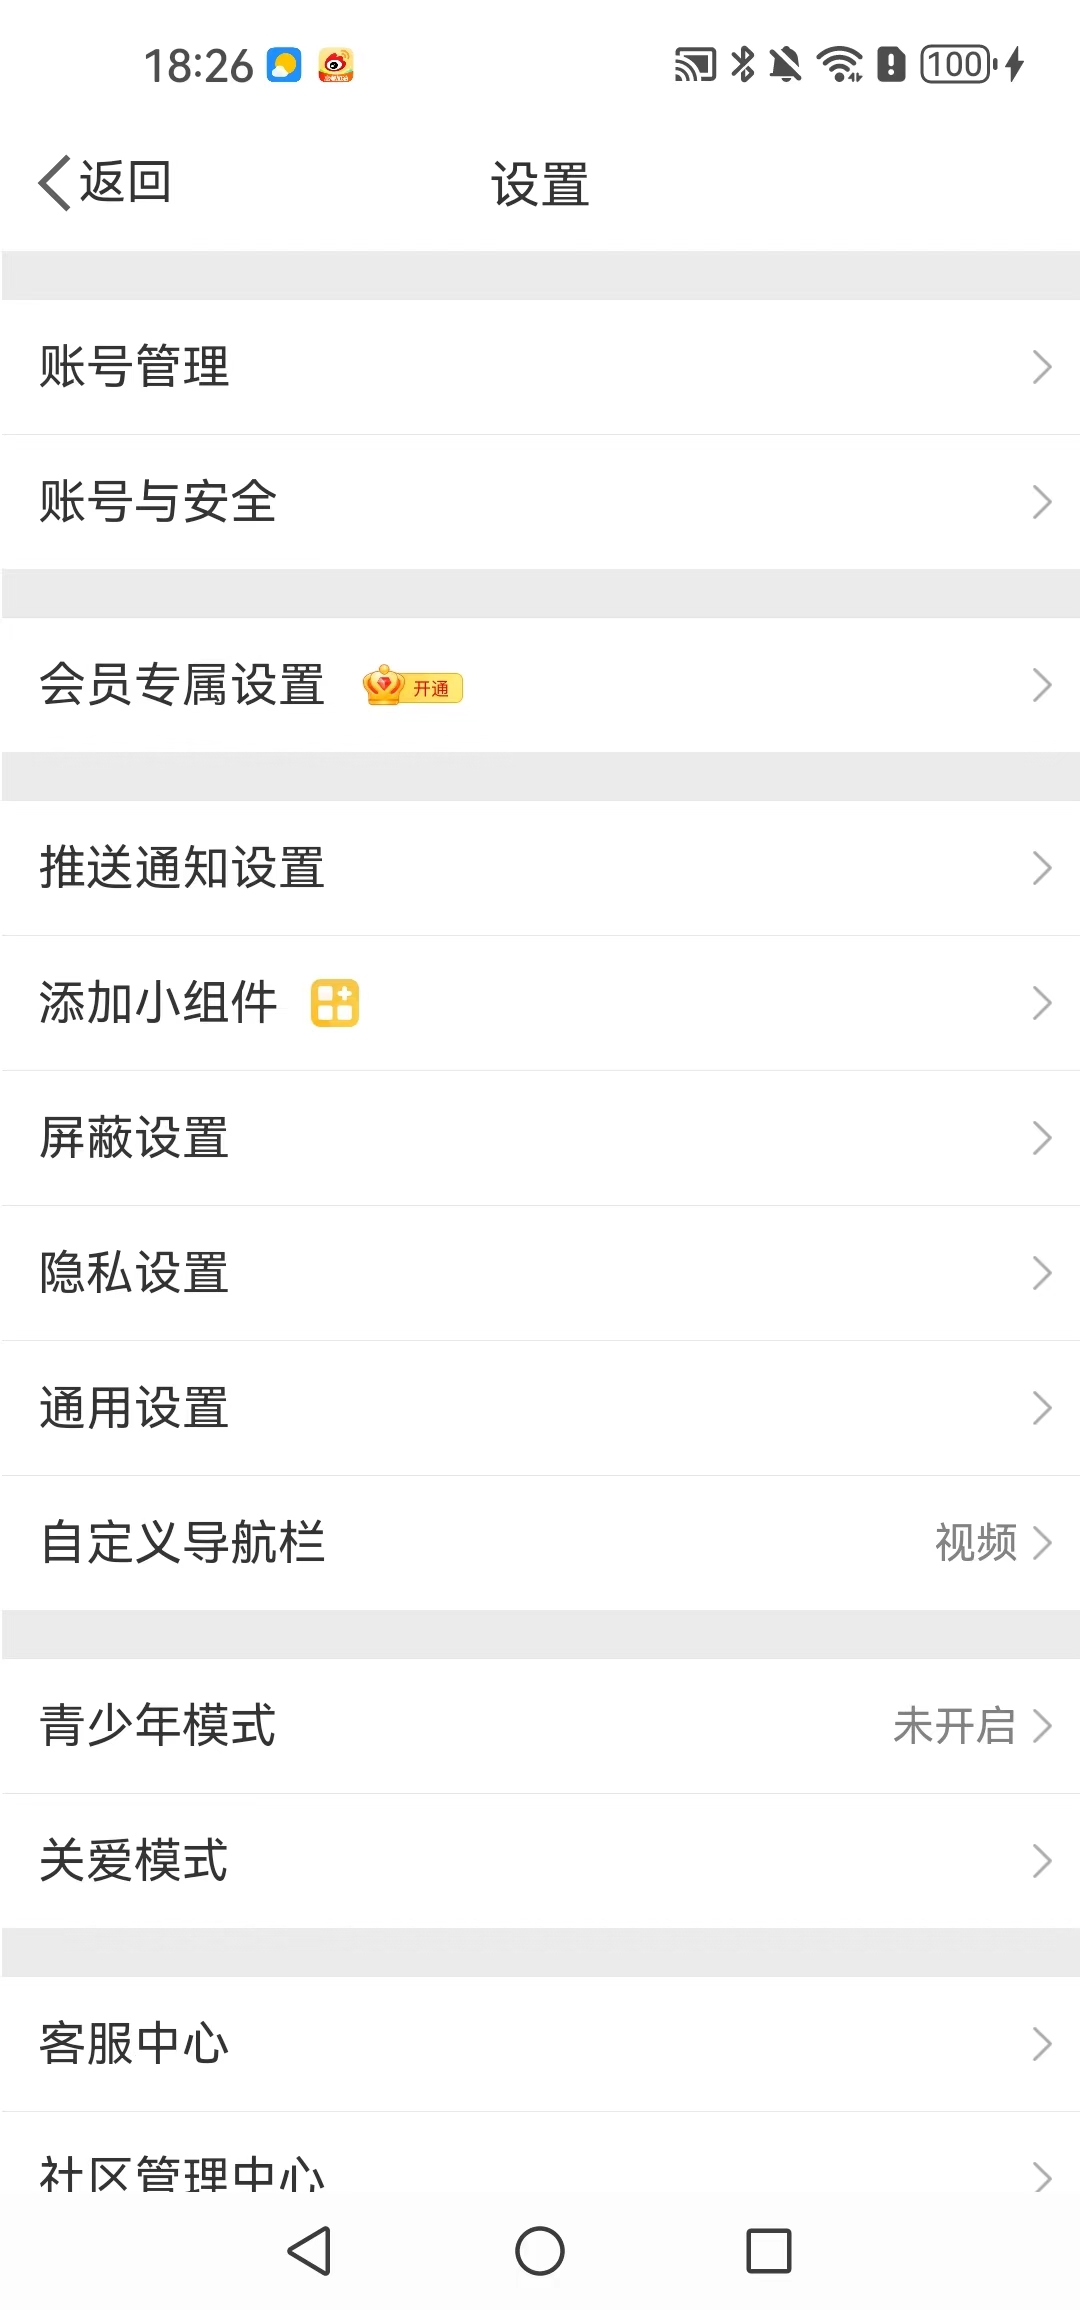 18:26
100
返回
设置
账号管理
账号与安全
会员专属设置 开通
推送通知设置
添加小组件
屏蔽设置
隐私设置
通用设置
自定义导航栏 视频
青少年模式 未开启
关爱模式
客服中心
社区管理中心